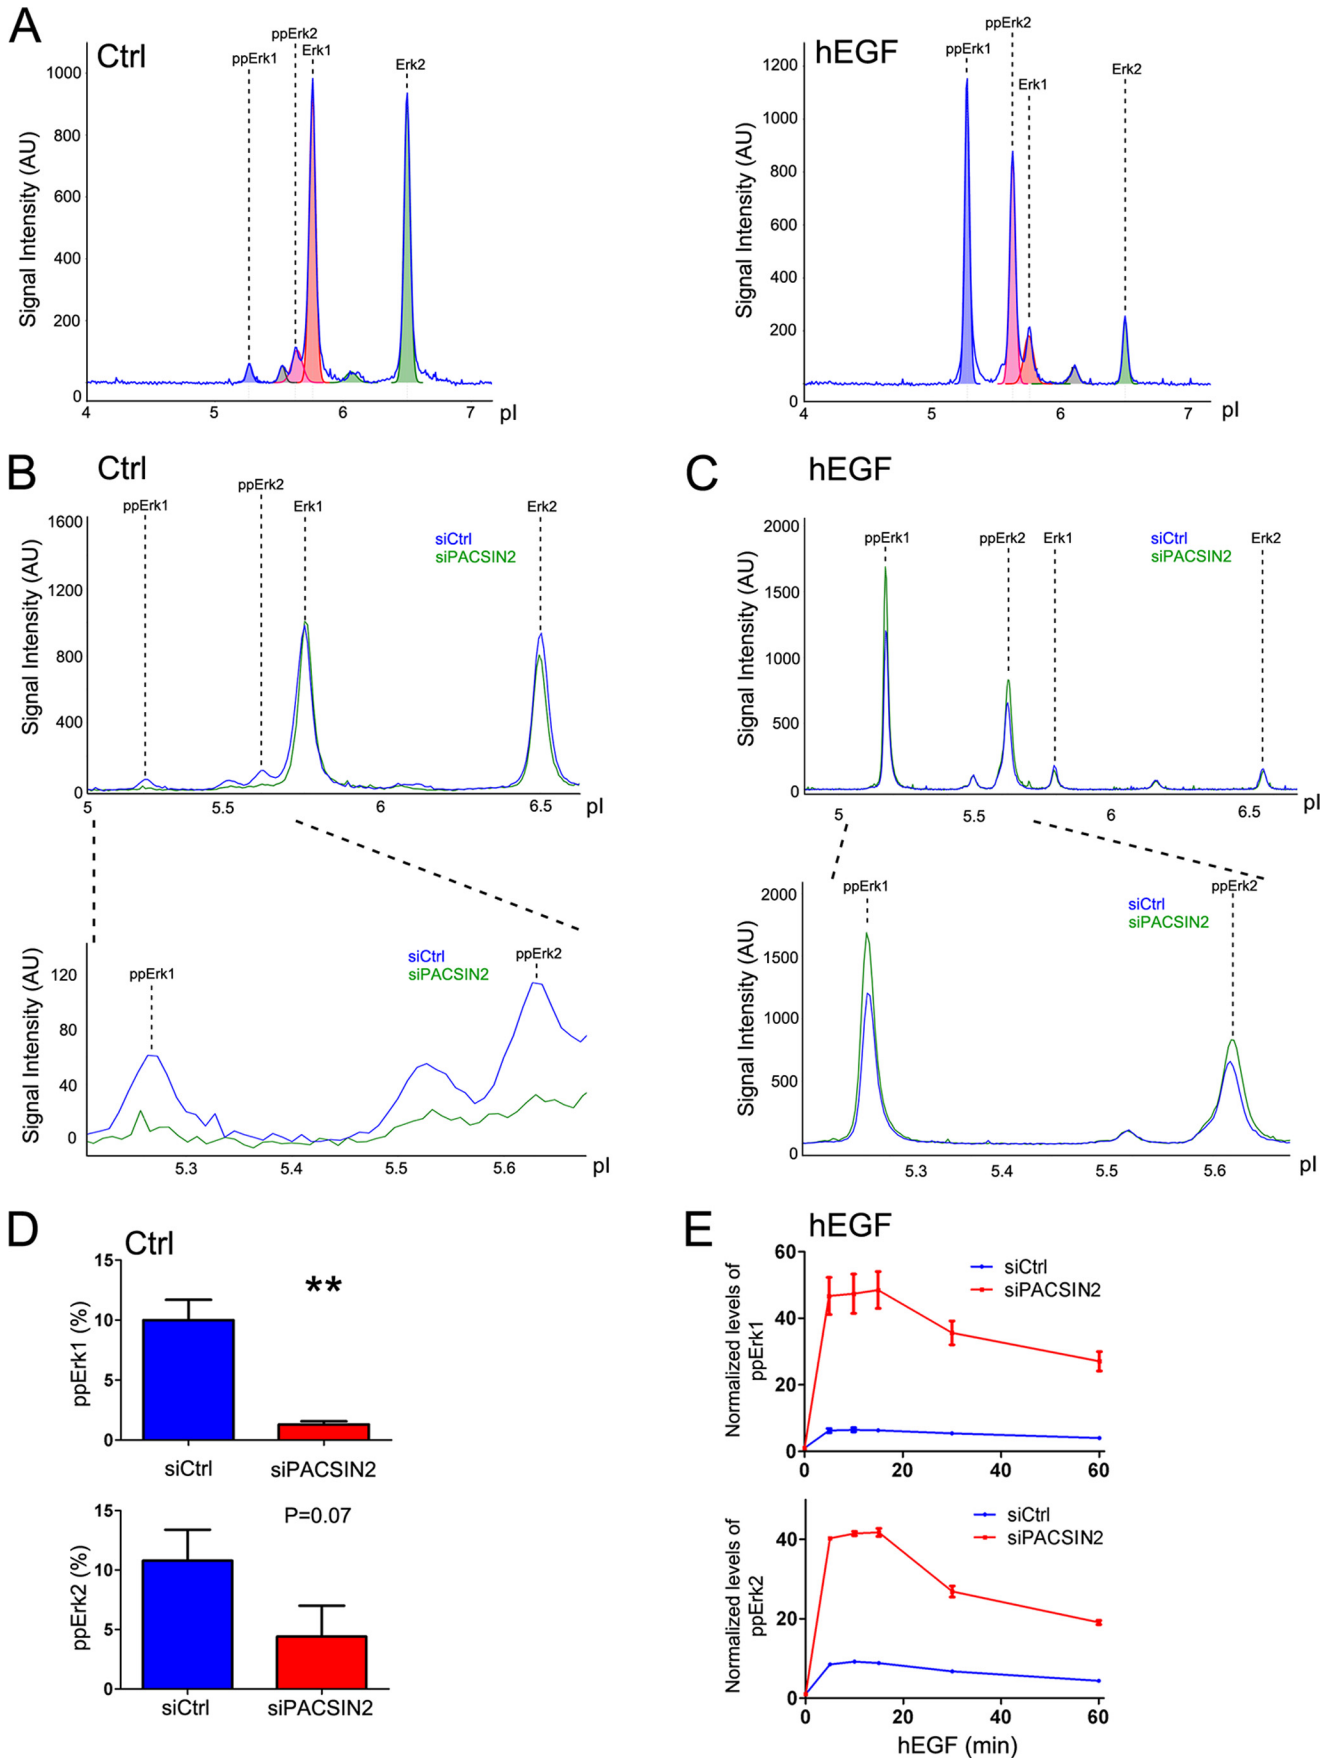 A
Ctrl
ppErk1
ppErk2
Erk1
Erk2
Signal Intensity (AU)
1000
800
600
400
200
0
4
5
6
7
pI
hEGF
ppErk1
ppErk2
Erk1
Erk2
Signal Intensity (AU)
1200
1000
800
600
400
200
0
4
5
6
7
pI
B
Ctrl
ppErk1
ppErk2
Erk1
Erk2
siCtrl
siPACSIN2
Signal Intensity (AU)
1600
1200
800
400
0
5
5.5
6
6.5
pI
ppErk1
siCtrl
siPACSIN2
ppErk2
Signal Intensity (AU)
120
80
40
0
5.3
5.4
5.5
5.6
pI
C
hEGF
ppErk1
ppErk2
Erk1
siCtrl
siPACSIN2
Erk2
Signal Intensity (AU)
2000
1500
1000
500
0
5
5.5
6
6.5
pI
ppErk1
siCtrl
siPACSIN2
ppErk2
Signal Intensity (AU)
2000
1500
1000
500
0
5.3
5.4
5.5
5.6
pI
D
Ctrl
ppErk1 (%)
15
10
5
0
**
siCtrl
siPACSIN2
ppErk2 (%)
15
10
5
0
P=0.07
siCtrl
siPACSIN2
E
hEGF
Normalized levels of
ppErk1
60
40
20
0
siCtrl
siPACSIN2
0
20
40
60
Normalized levels of
ppErk2
40
20
0
siCtrl
siPACSIN2
0
20
40
60
hEGF (min)